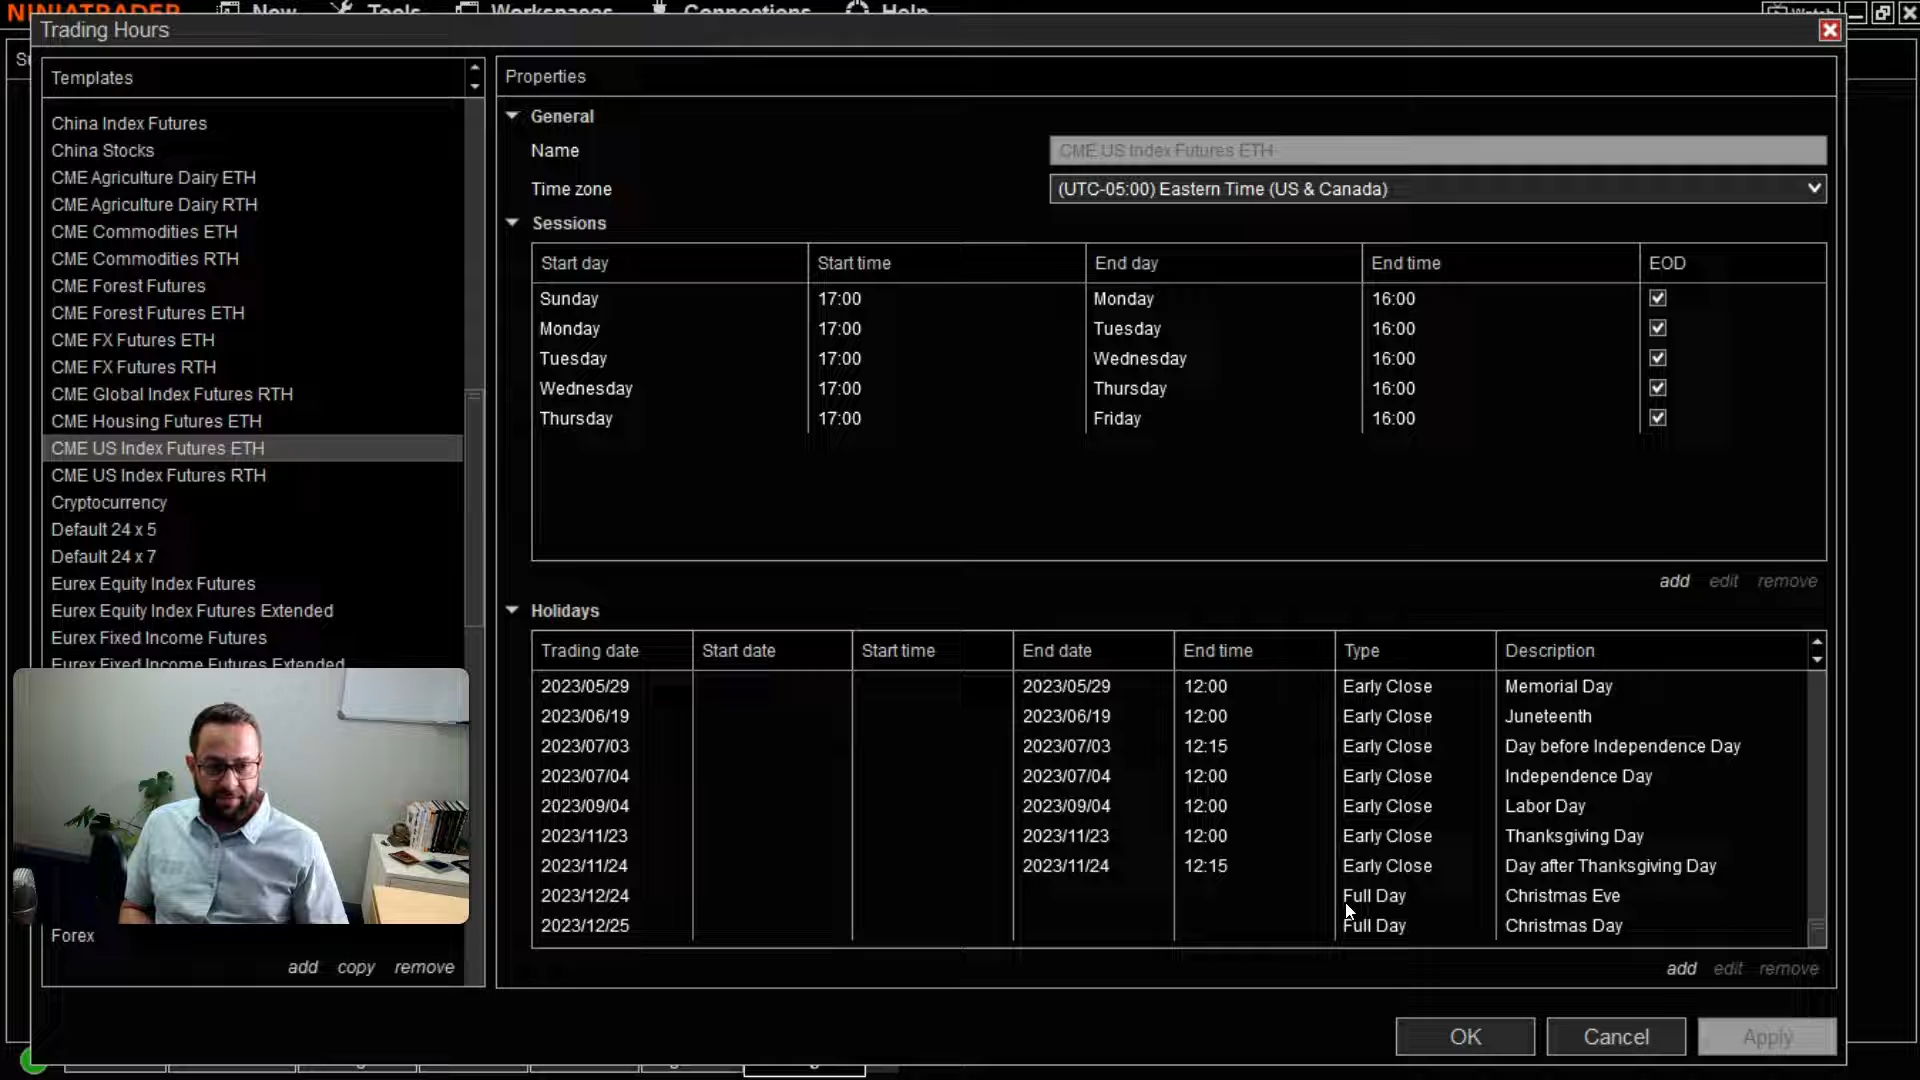 NINJATRADER New Tools Workspaces Connections Help
Trading Hours
Templates
China Index Futures
China Stocks
CME Agriculture Dairy ETH
CME Agriculture Dairy RTH
CME Commodities ETH
CME Commodities RTH
CME Forest Futures
CME Forest Futures ETH
CME FX Futures ETH
CME FX Futures RTH
CME Global Index Futures RTH
CME Housing Futures ETH
CME US Index Futures ETH
CME US Index Futures RTH
Cryptocurrency
Default 24 x 5
Default 24 x 7
Eurex Equity Index Futures
Eurex Equity Index Futures Extended
Eurex Fixed Income Futures
Eurex Fixed Income Futures Extended
Forex
add copy remove
Properties
General
Name CME US Index Futures ETH
Time zone (UTC-05:00) Eastern Time (US & Canada)
Sessions
Start day Start time End day End time EOD
Sunday 17:00 Monday 16:00
Monday 17:00 Tuesday 16:00
Tuesday 17:00 Wednesday 16:00
Wednesday 17:00 Thursday 16:00
Thursday 17:00 Friday 16:00
add edit remove
Holidays
Trading date Start date Start time End date End time Type Description
2023/05/29 2023/05/29 12:00 Early Close Memorial Day
2023/06/19 2023/06/19 12:00 Early Close Juneteenth
2023/07/03 2023/07/03 12:15 Early Close Day before Independence Day
2023/07/04 2023/07/04 12:00 Early Close Independence Day
2023/09/04 2023/09/04 12:00 Early Close Labor Day
2023/11/23 2023/11/23 12:00 Early Close Thanksgiving Day
2023/11/24 2023/11/24 12:15 Early Close Day after Thanksgiving Day
2023/12/24 Full Day Christmas Eve
2023/12/25 Full Day Christmas Day
add edit remove
OK Cancel Apply